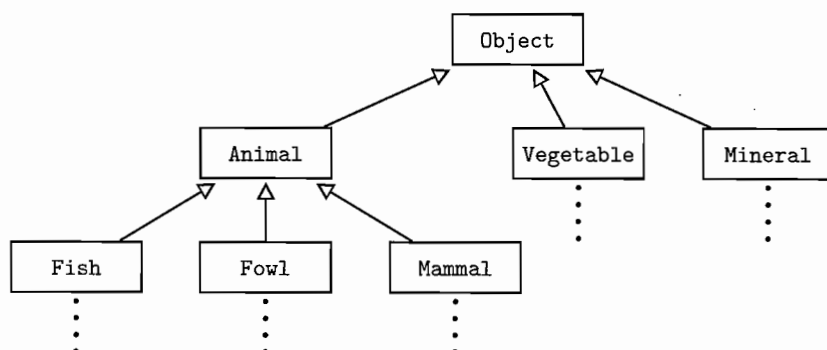 Object
Animal
Vegetable
Mineral
Fish
Fowl
Mammal